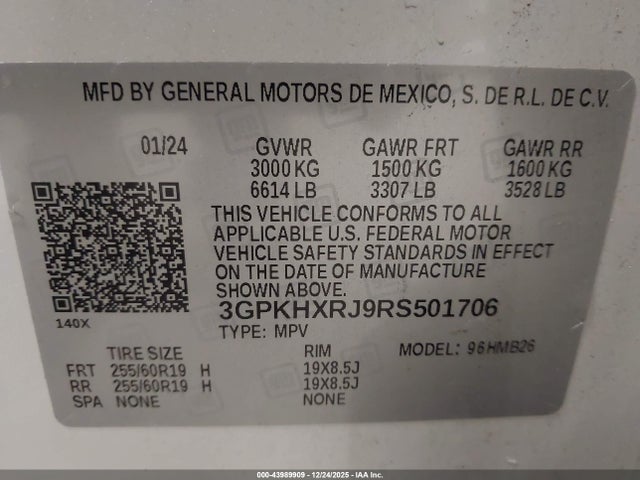 MFD BY GENERAL MOTORS DE MEXICO, S. DE R.L. DE C.V.
01/24 GVWR GAWR FRT GAWR RR
3000 KG 1500 KG 1600 KG
6614 LB 3307 LB 3528 LB
THIS VEHICLE CONFORMS TO ALL
APPLICABLE U.S. FEDERAL MOTOR
VEHICLE SAFETY STANDARDS IN EFFECT
ON THE DATE OF MANUFACTURE
SHOWN ABOVE.
140X
3GPKHXRJ9RS501706
TYPE: MPV
TIRE SIZE RIM MODEL: 96HMB26
FRT 255/60R19 H 19X8.5J
RR 255/60R19 H 19X8.5J
SPA NONE NONE
000-43989909 - 12/24/2025 - IAA Inc.